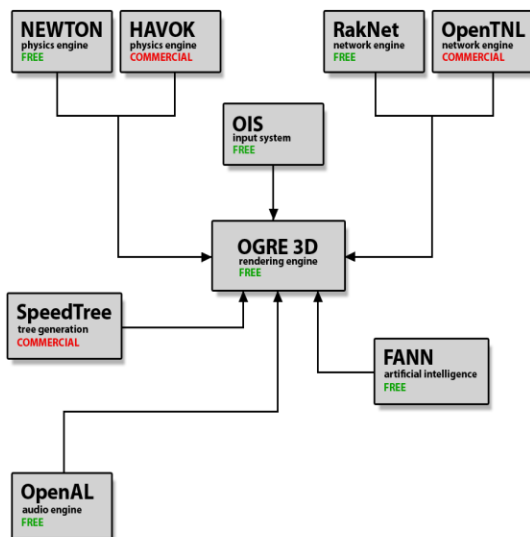 NEWTON
physics engine
FREE
HAVOK
physics engine
COMMERCIAL
RakNet
network engine
FREE
OpenTNL
network engine
COMMERCIAL
OIS
input system
FREE
OGRE 3D
rendering engine
FREE
SpeedTree
tree generation
COMMERCIAL
FANN
artificial intelligence
FREE
OpenAL
audio engine
FREE